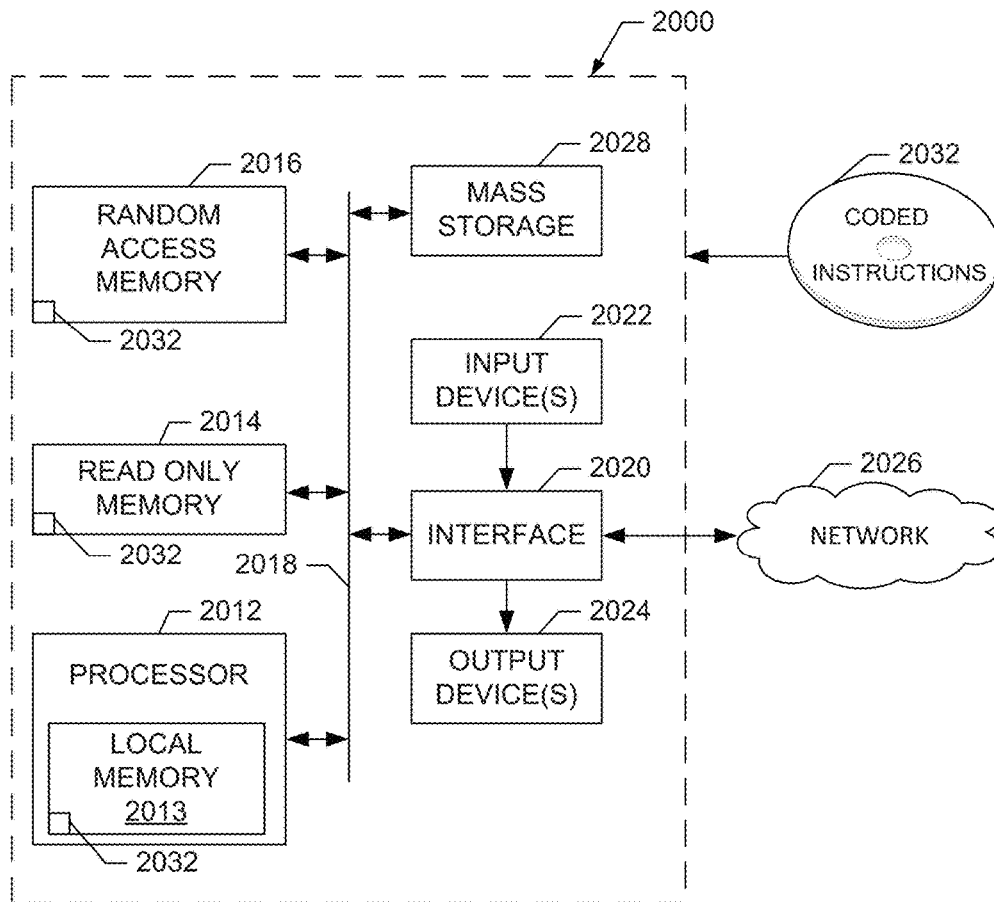 2000
2016
RANDOM
ACCESS
MEMORY
2032
2028
MASS
STORAGE
2032
CODED
INSTRUCTIONS
2022
INPUT
DEVICE(S)
2014
READ ONLY
MEMORY
2032
2020
INTERFACE
2026
NETWORK
2018
2012
PROCESSOR
LOCAL
MEMORY
2013
2032
2024
OUTPUT
DEVICE(S)